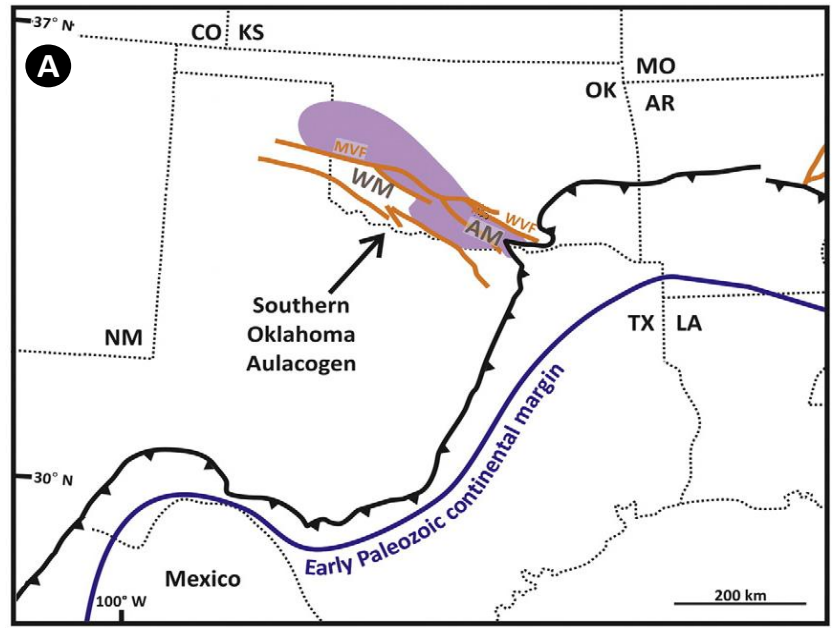 37° N
A
CO
KS
MO
OK
AR
MVF
WM
WVF
AM
Southern
Oklahoma
Aulacogen
NM
TX
LA
Early Paleozoic continental margin
30° N
Mexico
100° W
200 km